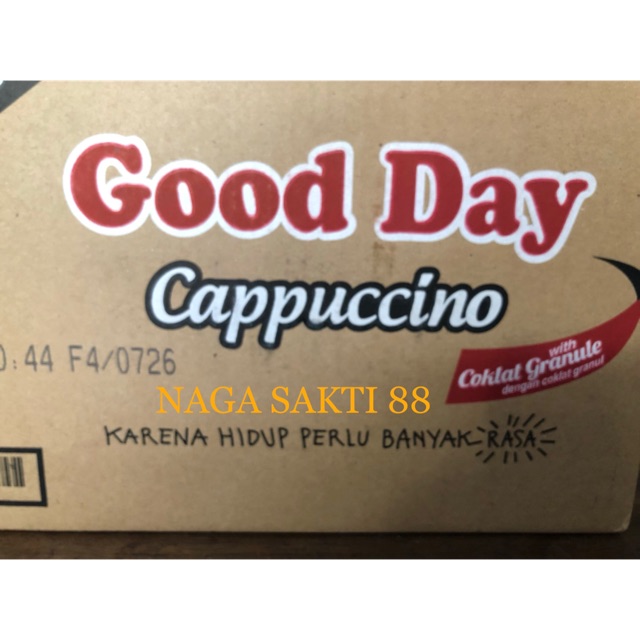 Good Day
Cappuccino
:44 F4/0726
with
Coklat Granule
dengan coklat granul
NAGA SAKTI 88
KARENA HIDUP PERLU BANYAK RASA